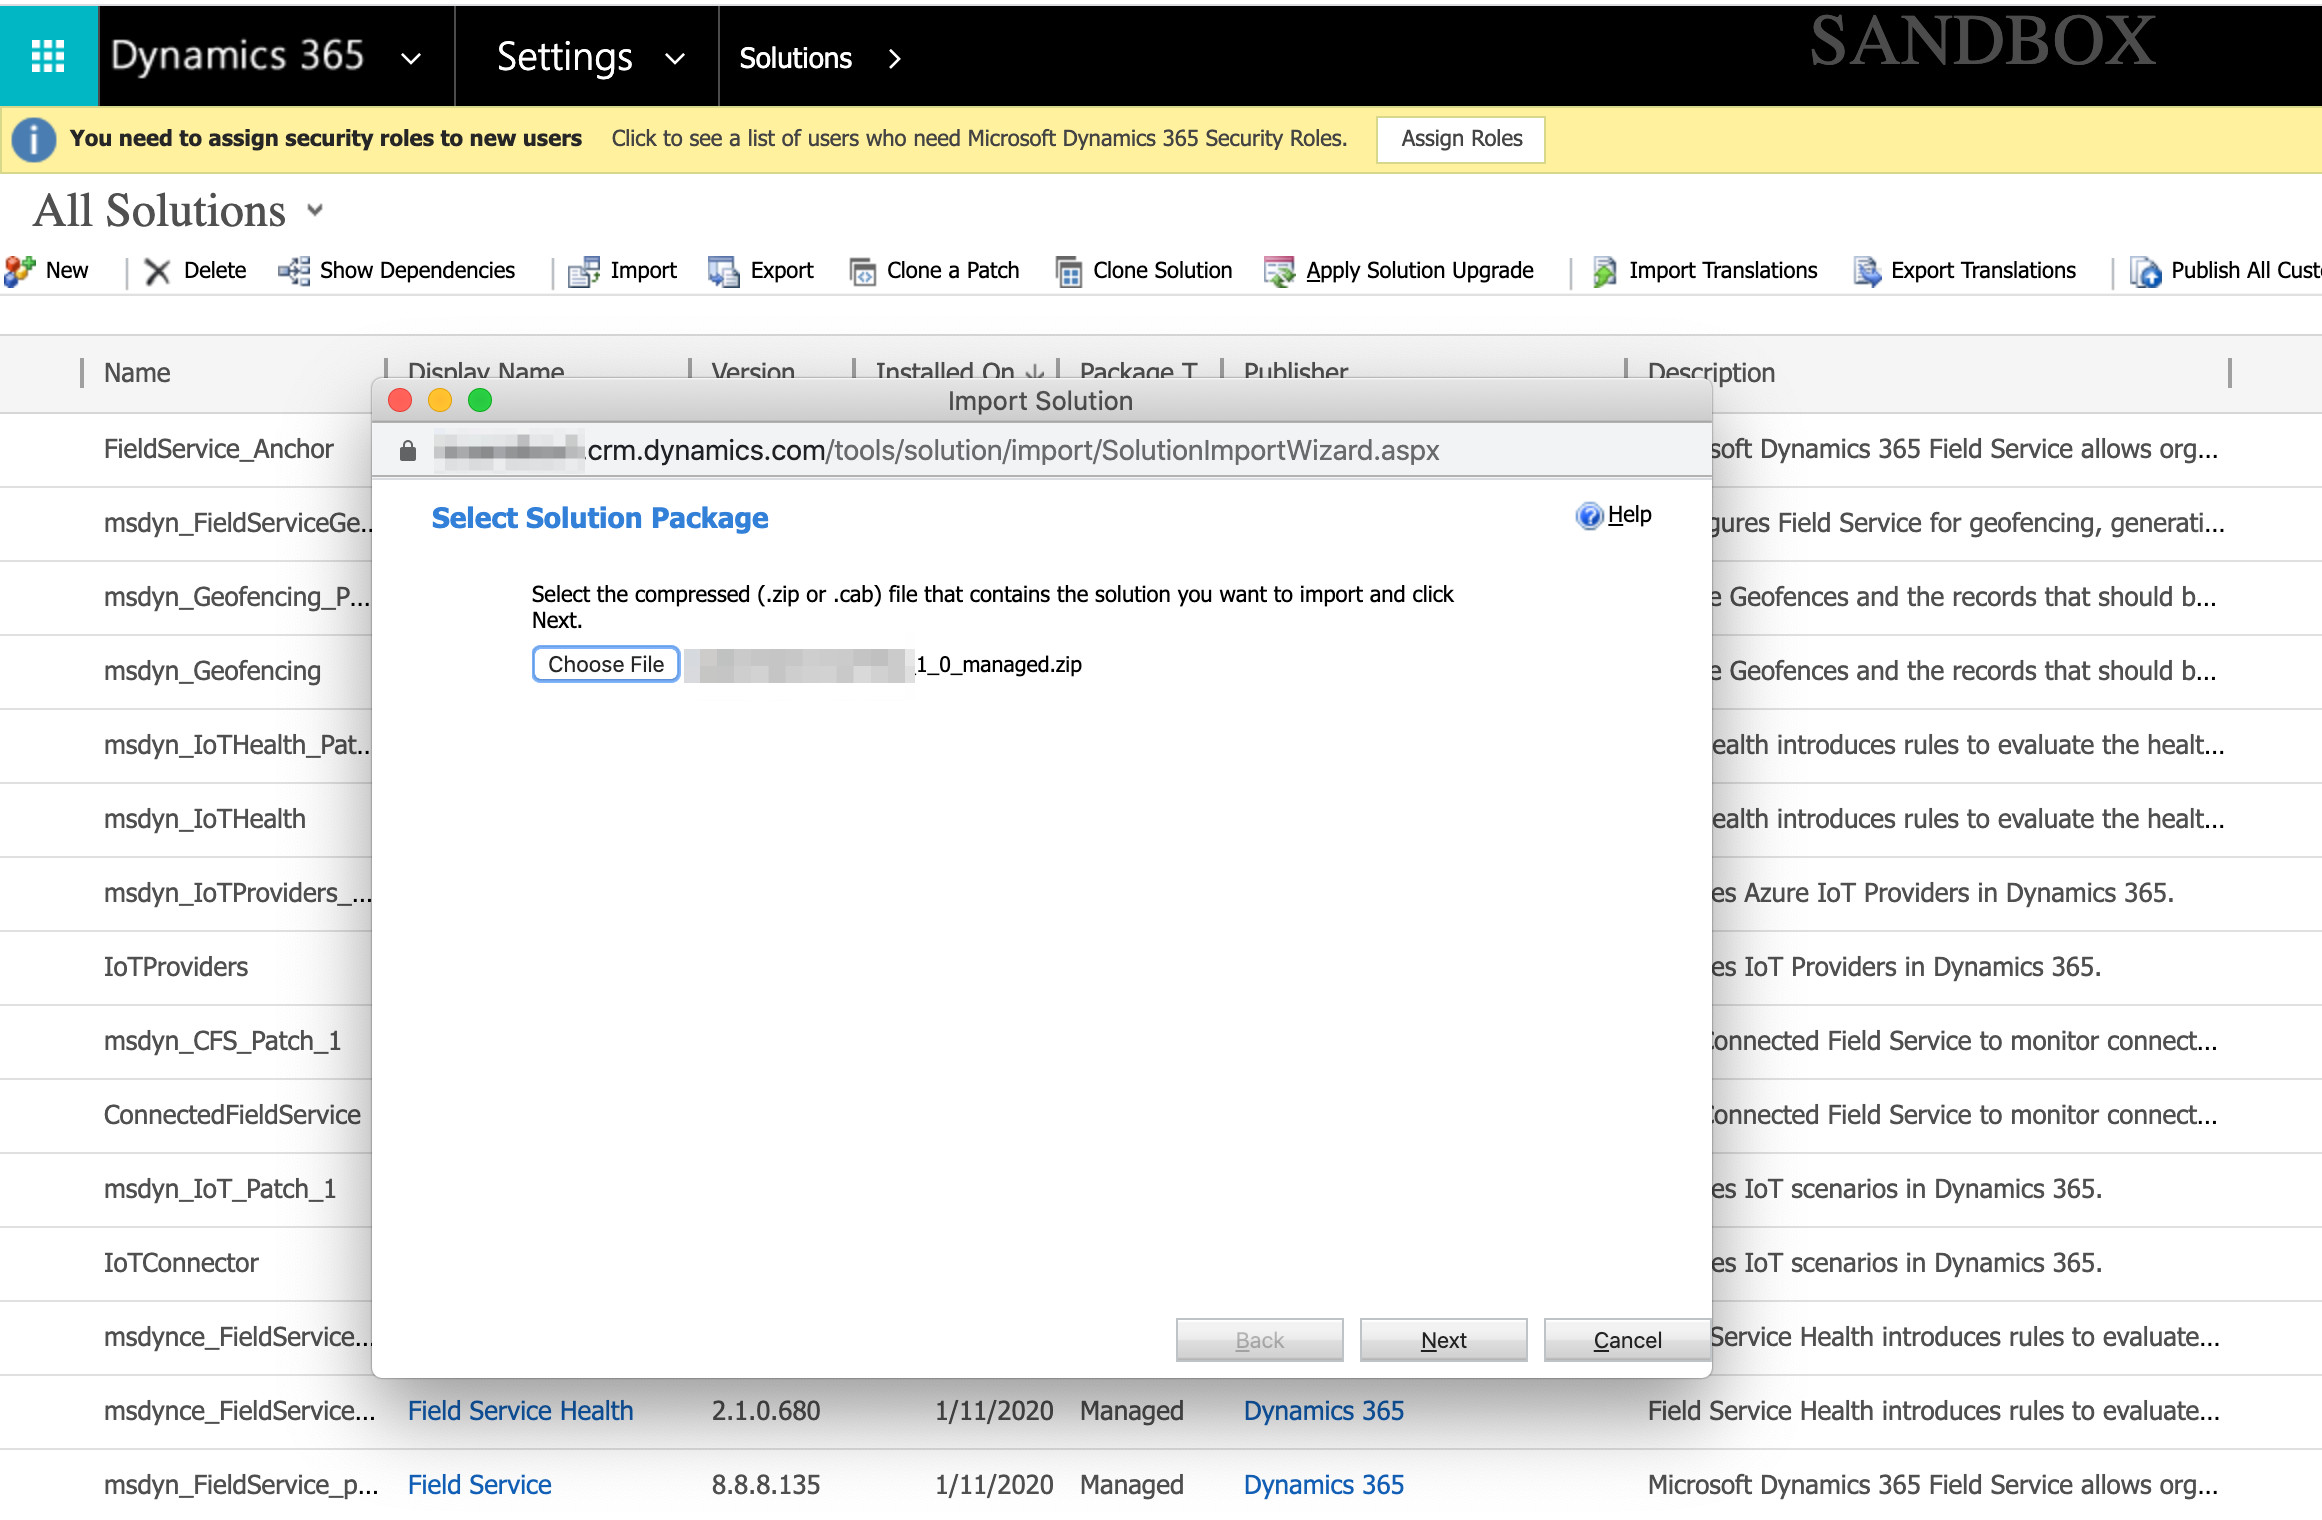 Dynamics 365 Settings Solutions SANDBOX
You need to assign security roles to new users Click to see a list of users who need Microsoft Dynamics 365 Security Roles. Assign Roles
All Solutions
New Delete Show Dependencies Import Export Clone a Patch Clone Solution Apply Solution Upgrade Import Translations Export Translations Publish All Custo
Name Display Name Version Installed On Package T Publisher Description
Import Solution
.crm.dynamics.com/tools/solution/import/SolutionImportWizard.aspx
Select Solution Package
Help
Select the compressed (.zip or .cab) file that contains the solution you want to import and click
Next.
Choose File 1_0_managed.zip
Back Next Cancel
FieldService_Anchor soft Dynamics 365 Field Service allows org...
msdyn_FieldServiceGe... gures Field Service for geofencing, generati...
msdyn_Geofencing_P... e Geofences and the records that should b...
msdyn_Geofencing e Geofences and the records that should b...
msdyn_IoTHealth_Pat... ealth introduces rules to evaluate the healt...
msdyn_IoTHealth ealth introduces rules to evaluate the healt...
msdyn_IoTProviders_... es Azure IoT Providers in Dynamics 365.
IoTProviders es IoT Providers in Dynamics 365.
msdyn_CFS_Patch_1 onnected Field Service to monitor connect...
ConnectedFieldService onnected Field Service to monitor connect...
msdyn_IoT_Patch_1 es IoT scenarios in Dynamics 365.
IoTConnector es IoT scenarios in Dynamics 365.
msdynce_FieldService... Service Health introduces rules to evaluate...
msdynce_FieldService... Field Service Health 2.1.0.680 1/11/2020 Managed Dynamics 365 Field Service Health introduces rules to evaluate...
msdyn_FieldService_p... Field Service 8.8.8.135 1/11/2020 Managed Dynamics 365 Microsoft Dynamics 365 Field Service allows org...